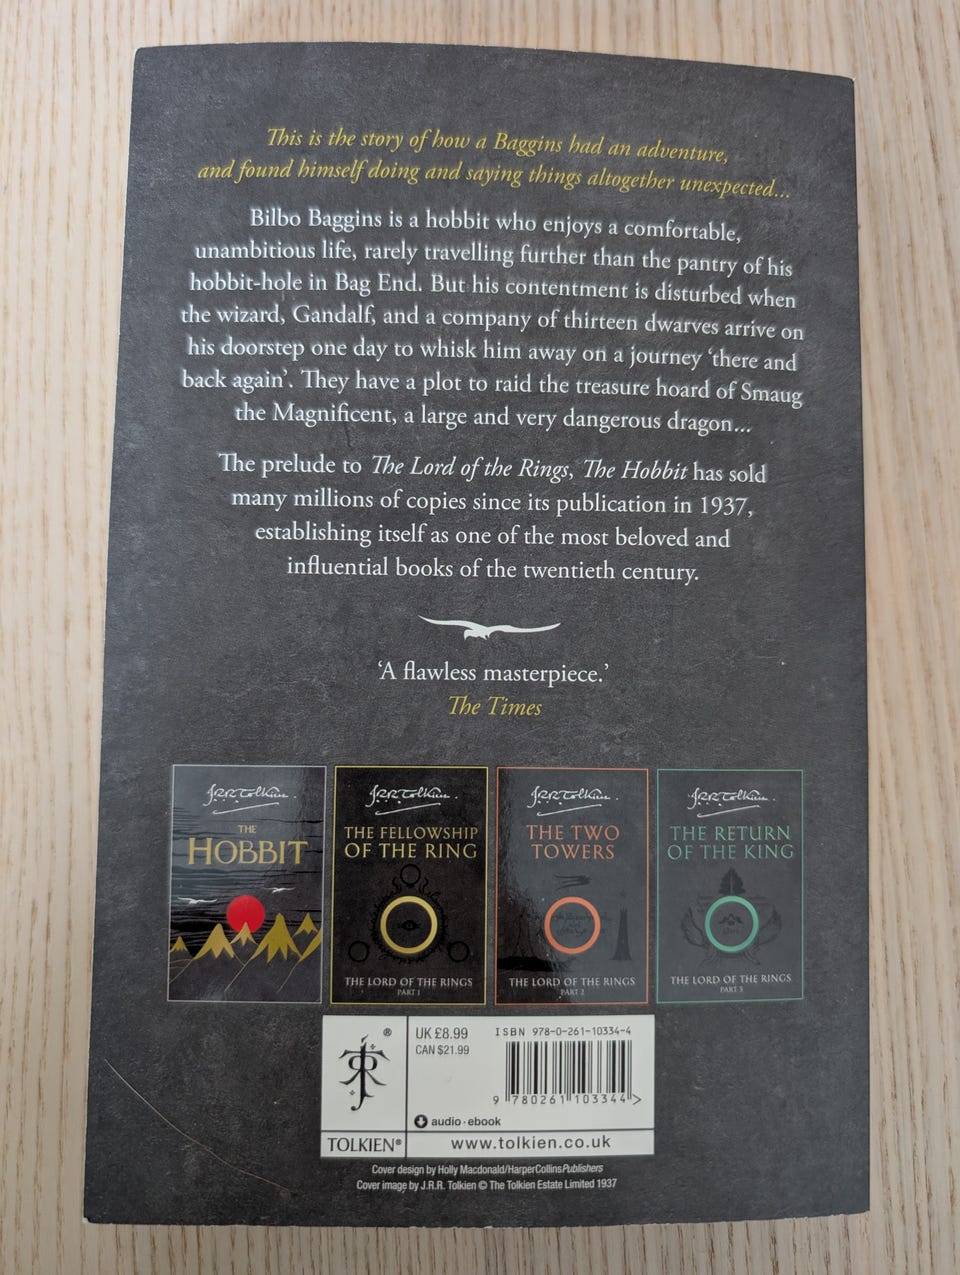 This is the story of how a Baggins had an adventure,
and found himself doing and saying things altogether unexpected...
Bilbo Baggins is a hobbit who enjoys a comfortable,
unambitious life, rarely travelling further than the pantry of his
hobbit-hole in Bag End. But his contentment is disturbed when
the wizard, Gandalf, and a company of thirteen dwarves arrive on
his doorstep one day to whisk him away on a journey ‘there and
back again’. They have a plot to raid the treasure hoard of Smaug
the Magnificent, a large and very dangerous dragon...
The prelude to The Lord of the Rings, The Hobbit has sold
many millions of copies since its publication in 1937,
establishing itself as one of the most beloved and
influential books of the twentieth century.
‘A flawless masterpiece.’
The Times
J.R.R. Tolkien
THE
HOBBIT
J.R.R. Tolkien
THE FELLOWSHIP
OF THE RING
THE LORD OF THE RINGS
PART 1
J.R.R. Tolkien
THE TWO
TOWERS
THE LORD OF THE RINGS
PART 2
J.R.R. Tolkien
THE RETURN
OF THE KING
THE LORD OF THE RINGS
PART 3
®
TOLKIEN®
UK £8.99
CAN $21.99
ISBN 978-0-261-10334-4
9 780261 103344 >
audio · ebook
www.tolkien.co.uk
Cover design by Holly Macdonald/HarperCollinsPublishers
Cover image by J.R.R. Tolkien © The Tolkien Estate Limited 1937